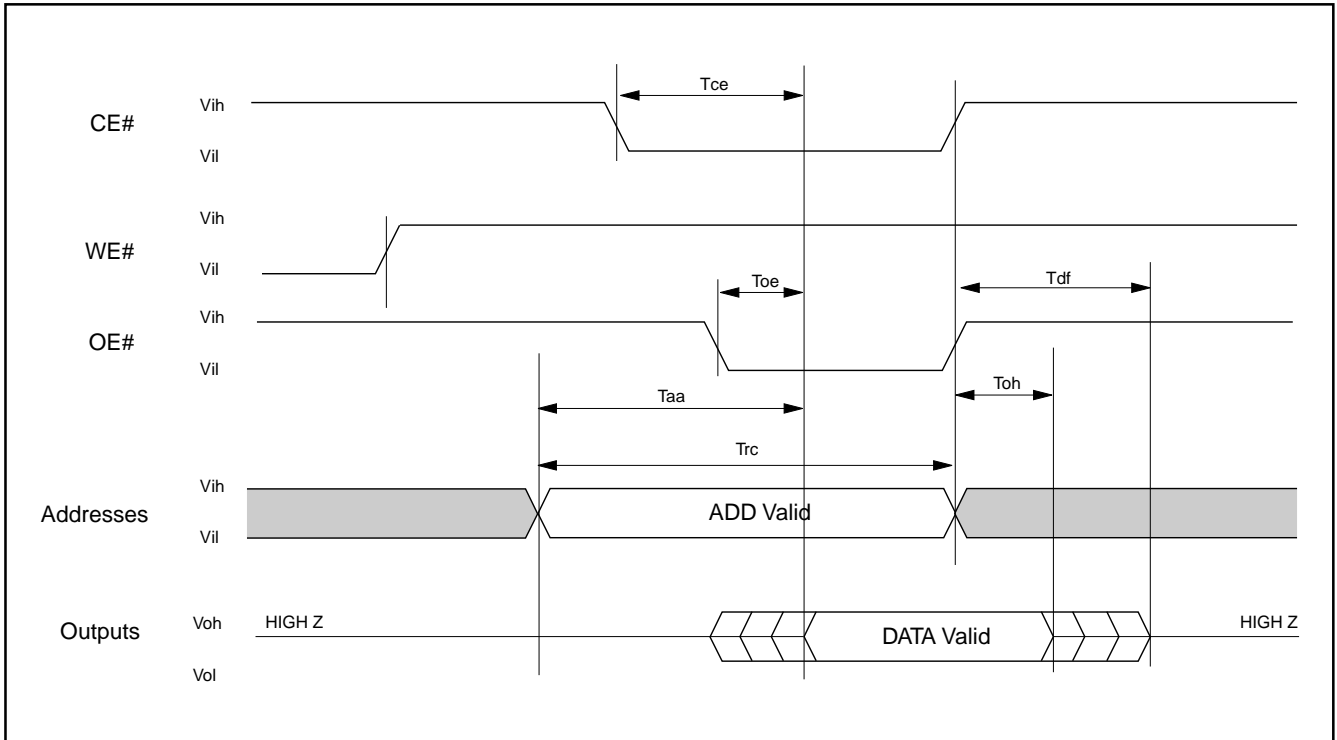 Tce
Vih
CE#
Vil
Vih
WE#
Vil
Toe
Tdf
Vih
OE#
Vil
Toh
Taa
Trc
Vih
Addresses
ADD Valid
Vil
Voh
HIGH Z
HIGH Z
Outputs
DATA Valid
Vol